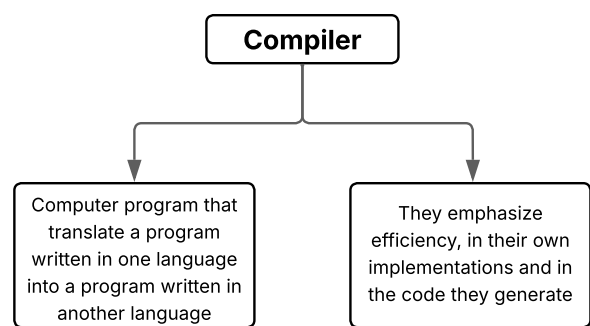 Compiler
Computer program that
translate a program
written in one language
into a program written in
another language
They emphasize
efficiency, in their own
implementations and in
the code they generate